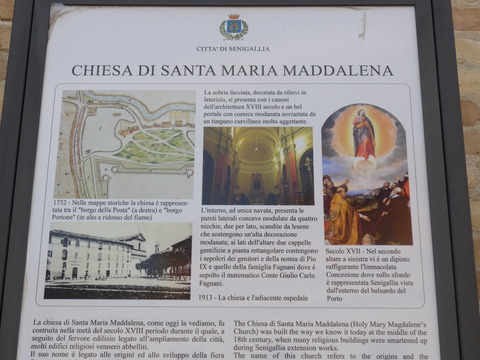 CITTA' DI SENIGALLIA
CHIESA DI SANTA MARIA MADDALENA
La sobria facciata, decorata da rilievi in
laterizio, si presenta con i canoni
dell'architettura XVIII secolo e un bel
portale con cornice modanata sovrastata da
un timpano curvilineo molto aggettante.
1732 - Nelle mappe storiche la chiesa è rappresen-
tata tra il "borgo della Posta" (a destra) e "borgo
Portone" (in alto a ridosso del fiume)
L'interno, ad unica navata, presenta le
pareti laterali concave modulate da quattro
nicchie, due per lato, scandite da lesene
che sostengono un'alta decorazione
modanata; ai lati dell'altare due cappelle
gentilizie a pianta rettangolare contengono
i sepolcri dei genitori e della nonna di Pio
IX e quello della famiglia Fagnani dove è
sepolto il matematico Conte Giulio Carlo
Fagnani.
1913 - La chiesa e l'adiacente ospedale
Secolo XVII - Nel secondo
altare a sinistra vi è un dipinto
raffigurante l'Immacolata
Concezione dove sullo sfondo
è rappresentata Senigallia vista
dall'esterno del baluardo del
Porto
La chiesa di Santa Maria Maddalena, come oggi la vediamo, fu
costruita nella metà del secolo XVIII periodo durante il quale, a
seguito del fervore edilizio legato all'ampliamento della città,
molti edifici religiosi vennero abbelliti.
Il suo nome è legato alle origini ed allo sviluppo della fiera
The Chiesa di Santa Maria Maddalena (Holy Mary Magdalene's
Church) was built the way we know it today at the middle of the
18th century, when many religious buildings were smartened up
during Senigallia extension works.
The name of this church refers to the origins and the